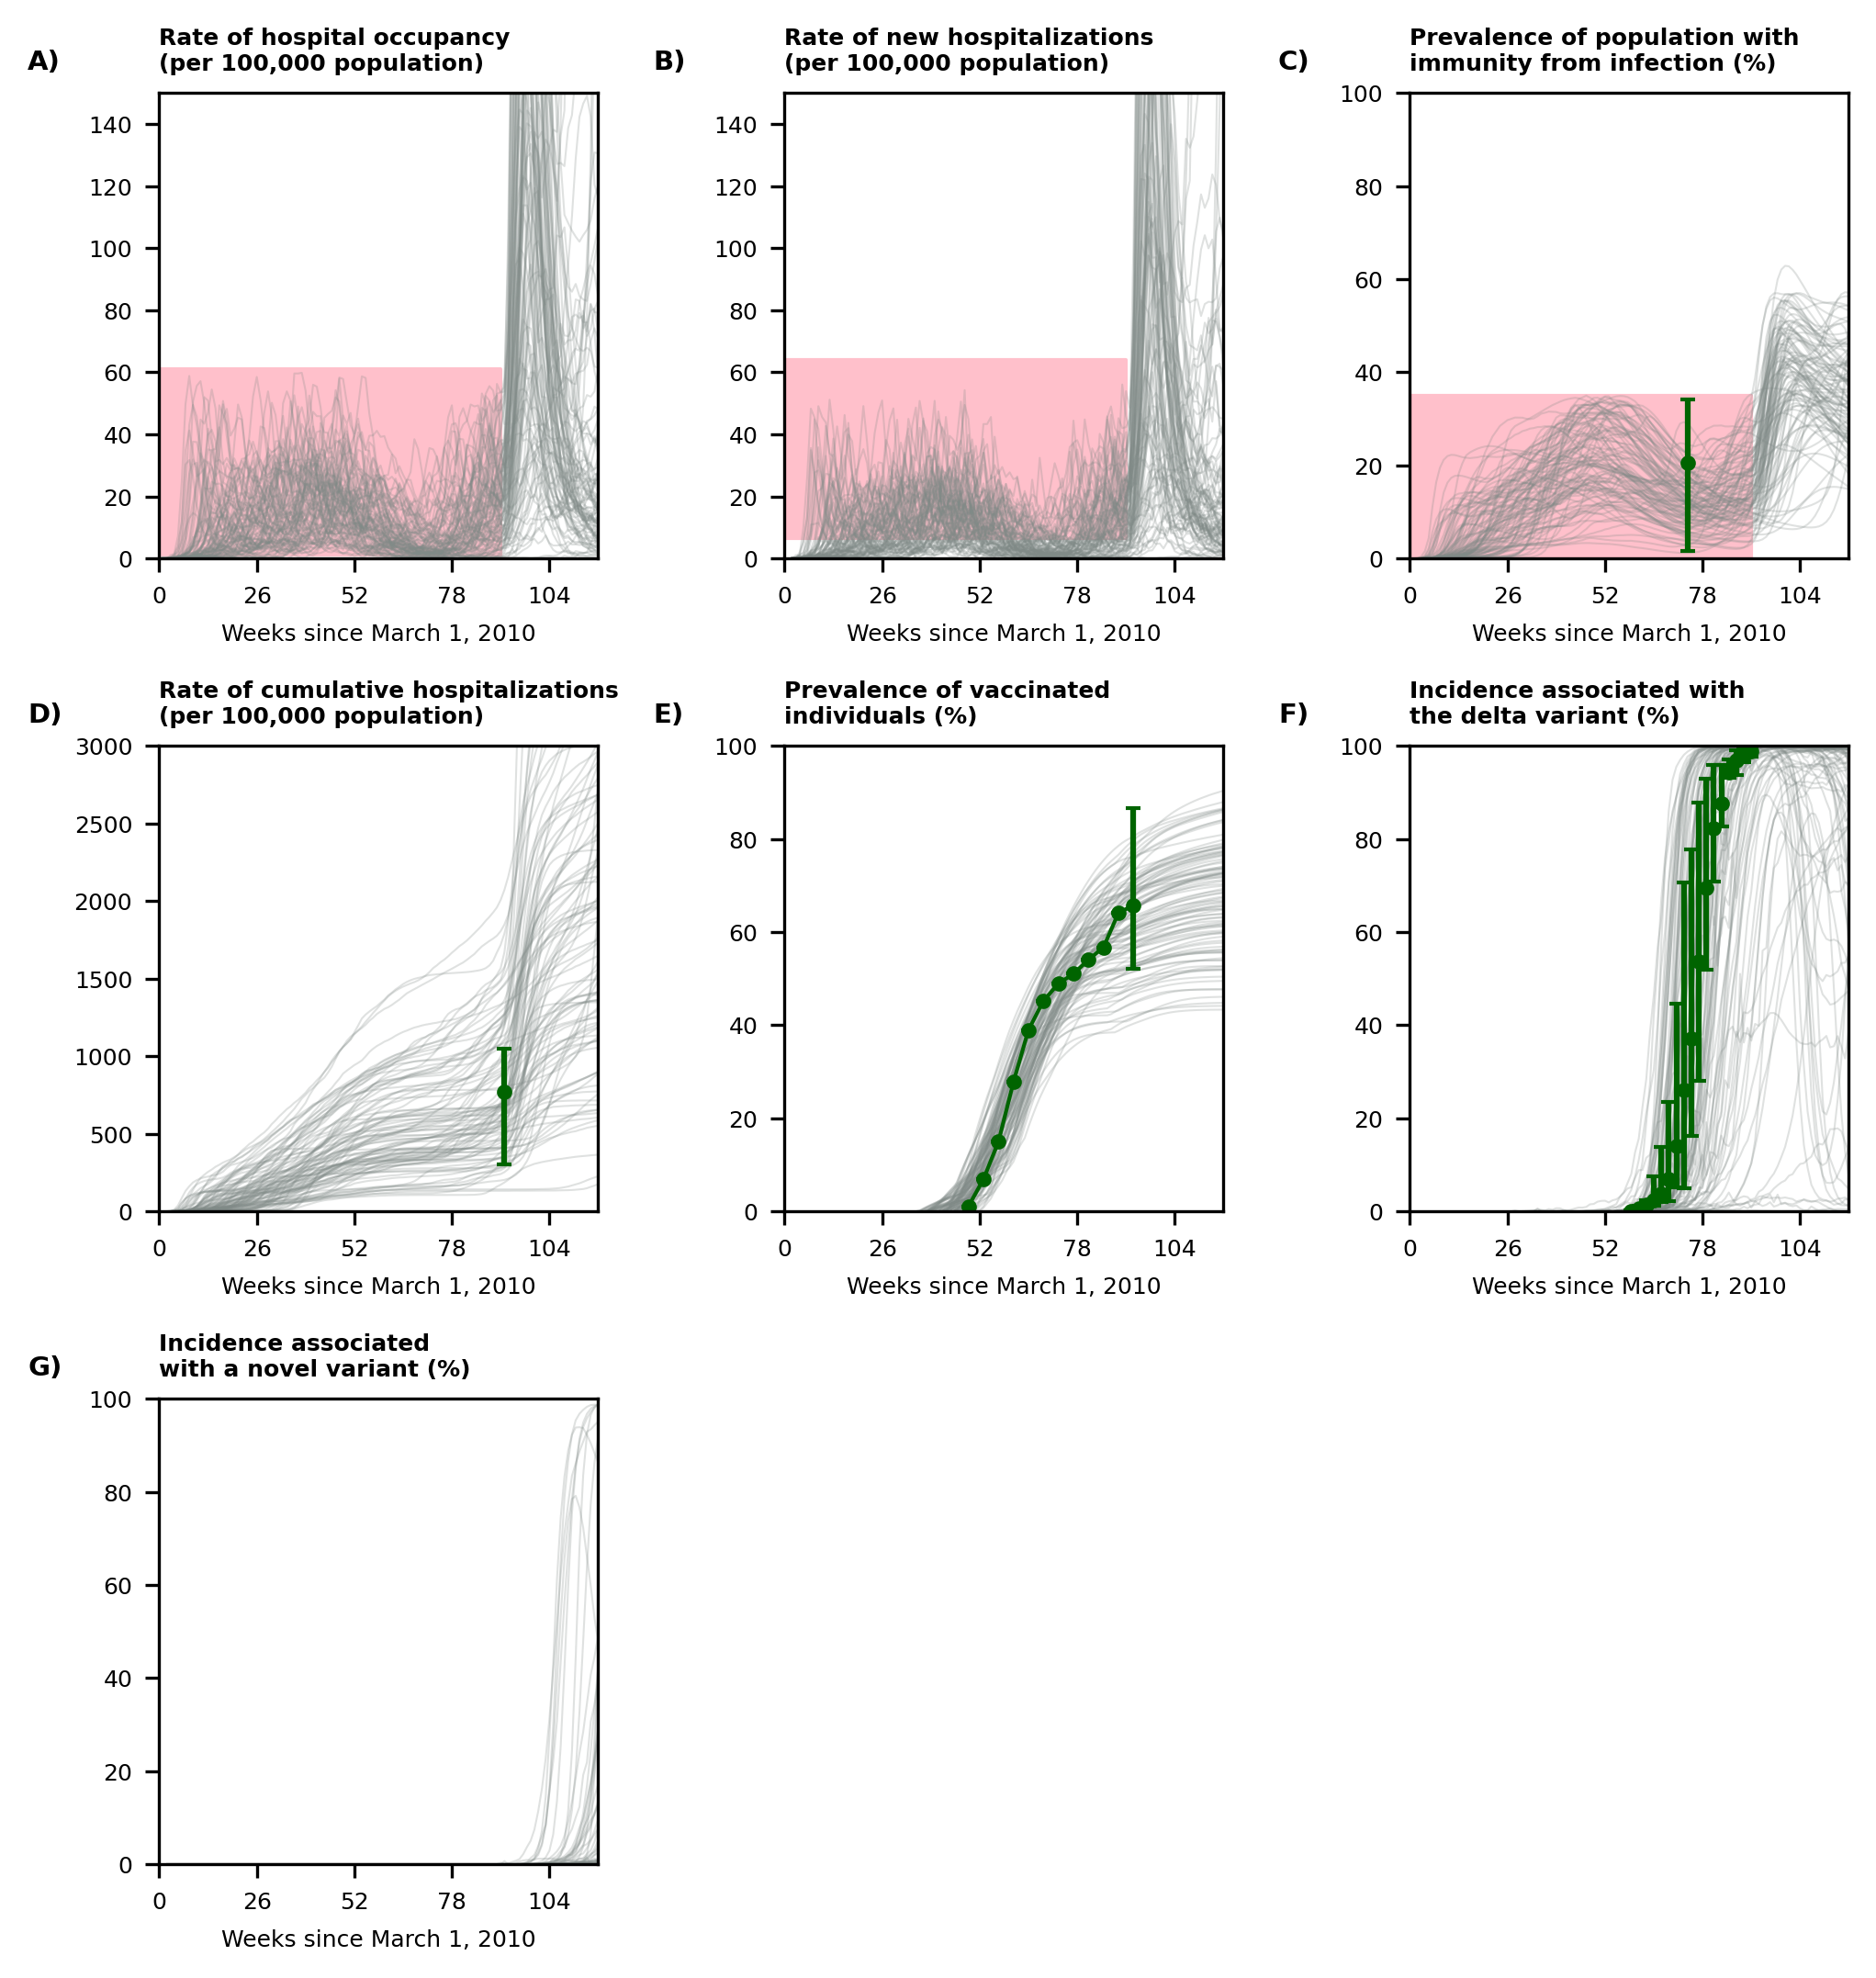 A)
Rate of hospital occupancy
(per 100,000 population)
140
120
100
80
60
40
20
0
0 26 52 78 104
Weeks since March 1, 2010
B)
Rate of new hospitalizations
(per 100,000 population)
140
120
100
80
60
40
20
0
0 26 52 78 104
Weeks since March 1, 2010
C)
Prevalence of population with
immunity from infection (%)
100
80
60
40
20
0
0 26 52 78 104
Weeks since March 1, 2010
D)
Rate of cumulative hospitalizations
(per 100,000 population)
3000
2500
2000
1500
1000
500
0
0 26 52 78 104
Weeks since March 1, 2010
E)
Prevalence of vaccinated
individuals (%)
100
80
60
40
20
0
0 26 52 78 104
Weeks since March 1, 2010
F)
Incidence associated with
the delta variant (%)
100
80
60
40
20
0
0 26 52 78 104
Weeks since March 1, 2010
G)
Incidence associated
with a novel variant (%)
100
80
60
40
20
0
0 26 52 78 104
Weeks since March 1, 2010